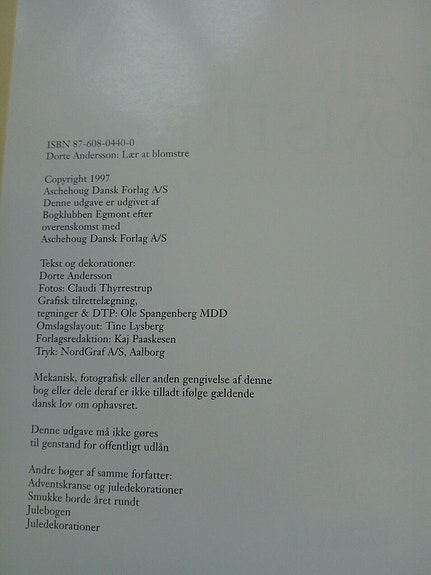 ISBN 87-608-0440-0
Dorte Andersson: Lær at blomstre
Copyright 1997
Aschehoug Dansk Forlag A/S
Denne udgave er udgivet af
Bogklubben Egmont efter
overenskomst med
Aschehoug Dansk Forlag A/S
Tekst og dekorationer:
Dorte Andersson
Fotos: Claudi Thyrrestrup
Grafisk tilrettelægning,
tegninger & DTP: Ole Spangenberg MDD
Omslagslayout: Tine Lysberg
Forlagsredaktion: Kaj Paaskesen
Tryk: NordGraf A/S, Aalborg
Mekanisk, fotografisk eller anden gengivelse af denne
bog eller dele deraf er ikke tilladt ifølge gældende
dansk lov om ophavsret.
Denne udgave må ikke gøres
til genstand for offentligt udlån
Andre bøger af samme forfatter:
Adventskranse og juledekorationer
Smukke borde året rundt
Julebogen
Juledekorationer